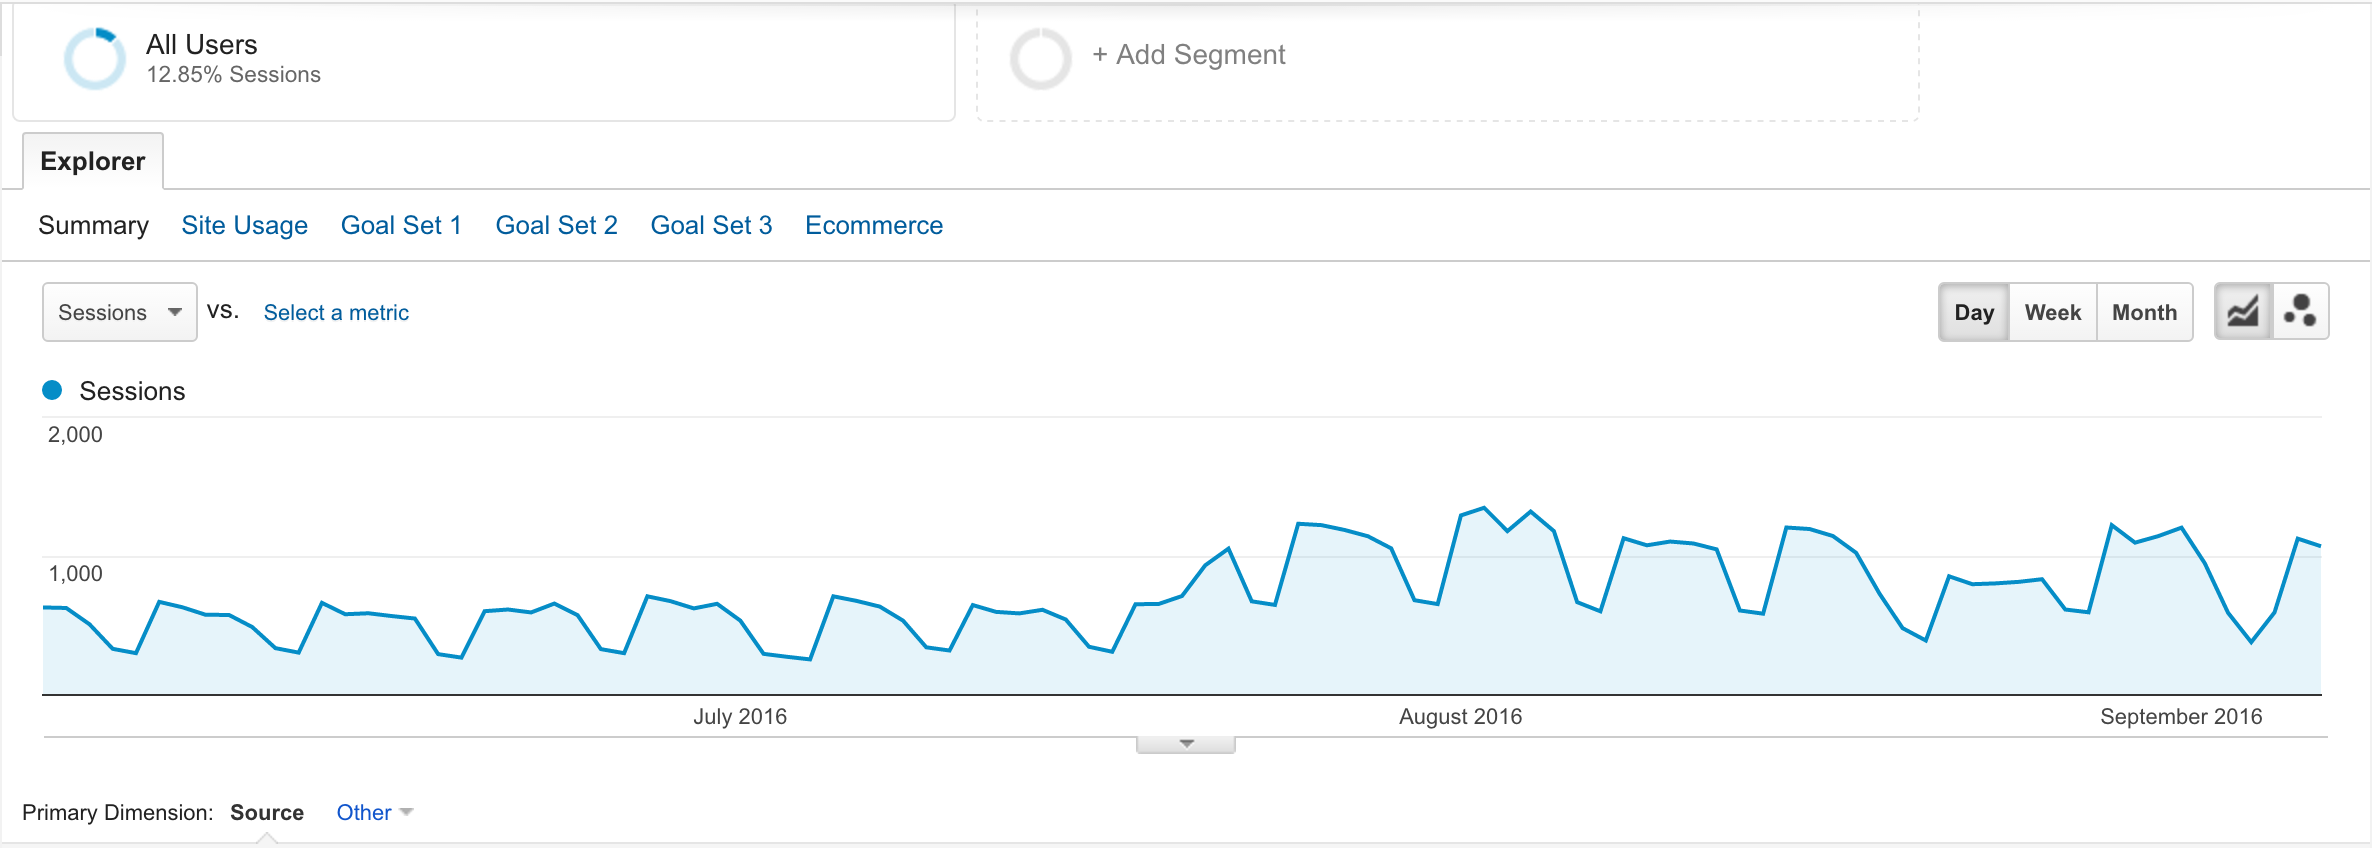 All Users
12.85% Sessions
+ Add Segment
Explorer
Summary Site Usage Goal Set 1 Goal Set 2 Goal Set 3 Ecommerce
Sessions vs. Select a metric
Day Week Month
Sessions
2,000
1,000
July 2016 August 2016 September 2016
Primary Dimension: Source Other